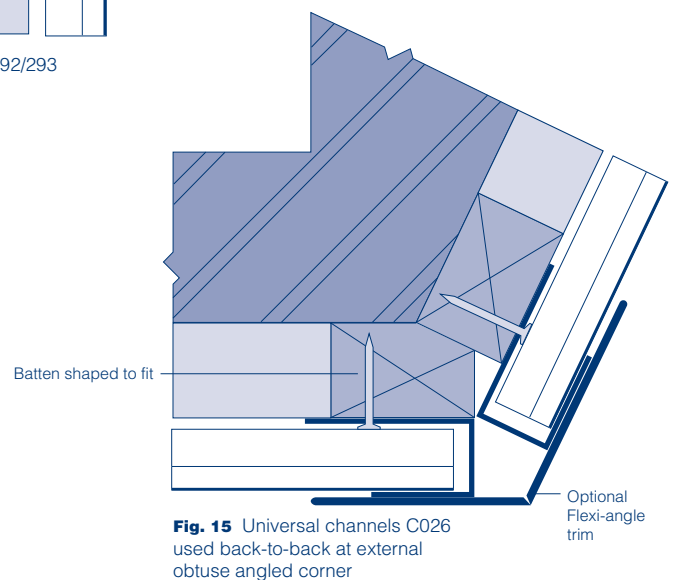 92/293
Batten shaped to fit
Optional
Flexi-angle
trim
Fig. 15 Universal channels C026
used back-to-back at external
obtuse angled corner